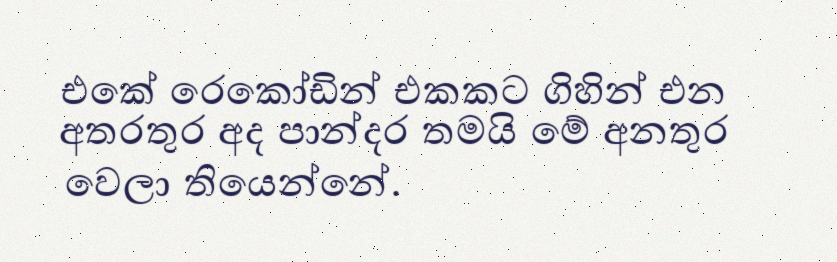 එකේ රෙකෝඩින් එකකට ගිහින් එන
අතරතුර අද පාන්දර තමයි මේ අනතුර
වෙලා තියෙන්නේ.